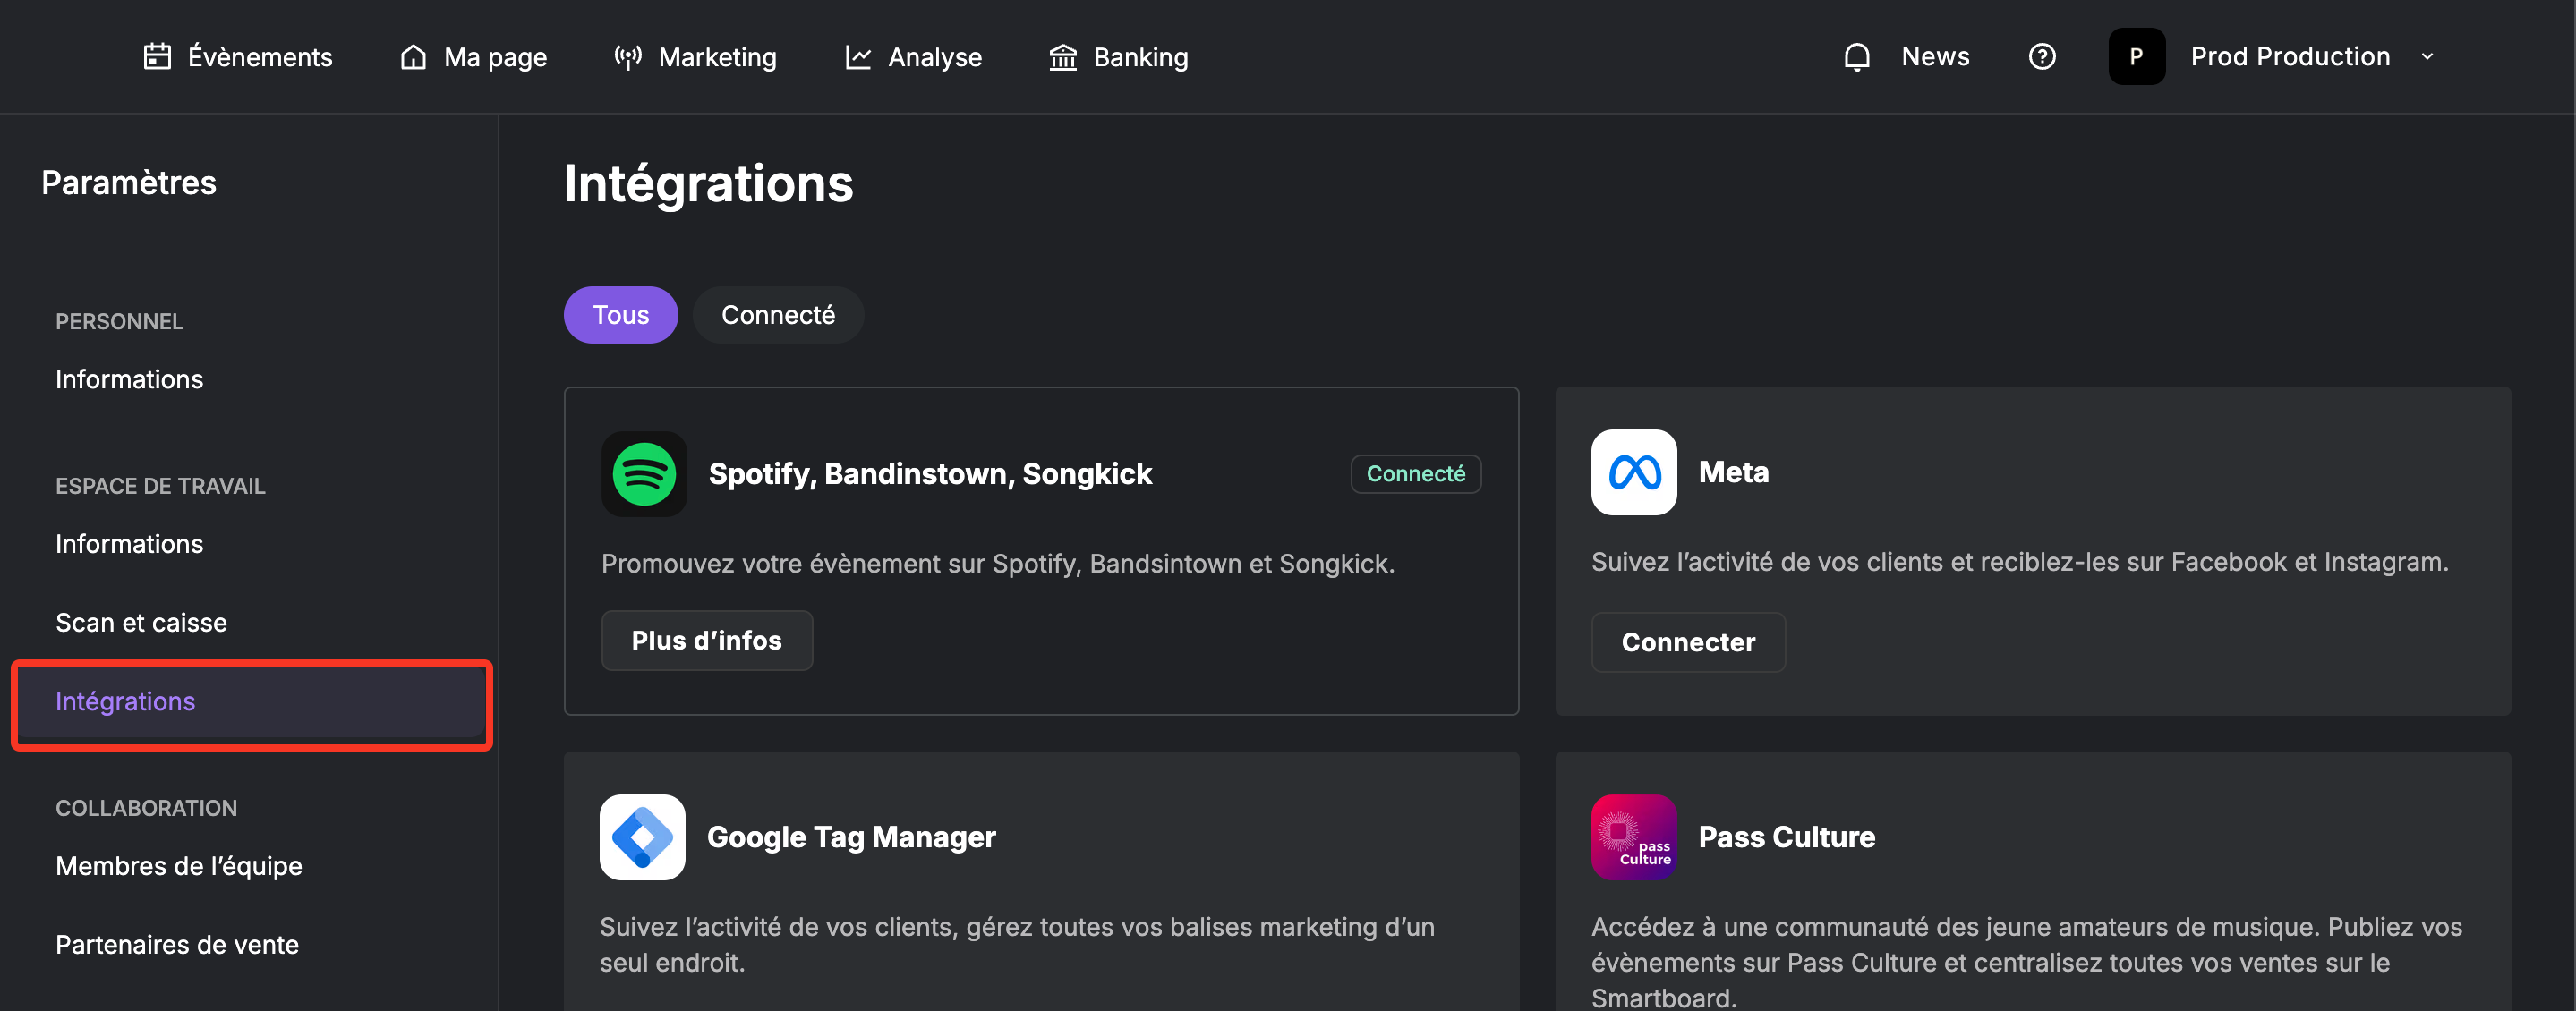 Évènements
Ma page
Marketing
Analyse
Banking
News
P
Prod Production
Paramètres
PERSONNEL
Informations
ESPACE DE TRAVAIL
Informations
Scan et caisse
Intégrations
COLLABORATION
Membres de l’équipe
Partenaires de vente
Intégrations
Tous
Connecté
Spotify, Bandinstown, Songkick
Connecté
Promouvez votre évènement sur Spotify, Bandsintown et Songkick.
Plus d’infos
Meta
Suivez l’activité de vos clients et reciblez-les sur Facebook et Instagram.
Connecter
Google Tag Manager
Suivez l’activité de vos clients, gérez toutes vos balises marketing d’un
seul endroit.
pass
Culture
Pass Culture
Accédez à une communauté des jeune amateurs de musique. Publiez vos
évènements sur Pass Culture et centralisez toutes vos ventes sur le
Smartboard.